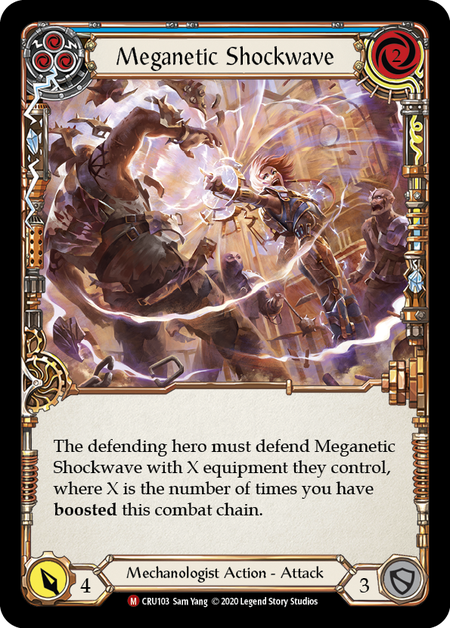 Meganetic Shockwave
2
The defending hero must defend Meganetic
Shockwave with X equipment they control,
where X is the number of times you have
boosted this combat chain.
4
Mechanologist Action - Attack
3
M CRU103 Sam Yang © 2020 Legend Story Studios